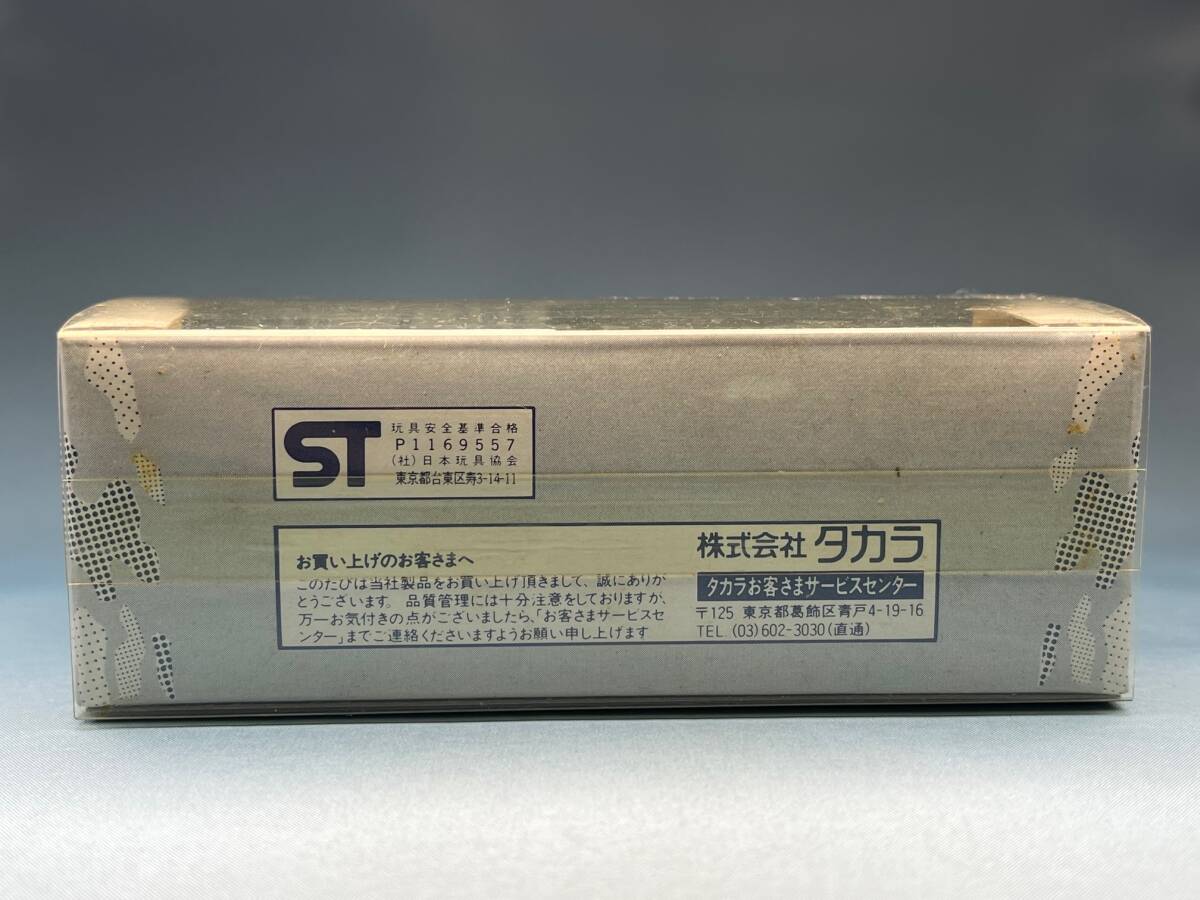 ST
玩具安全基準合格
P1169557
(社)日本玩具協会
東京都台東区寿3-14-11
お買い上げのお客さまへ
このたびは当社製品をお買い上げ頂きまして、誠にありが
とうございます。品質管理には十分注意をしておりますが、
万一お気付きの点がございましたら、「お客さまサービスセ
ンター」までご連絡くださいますようお願い申し上げます
株式会社 タカラ
タカラお客さまサービスセンター
〒125 東京都葛飾区青戸4-19-16
TEL.(03)602-3030(直通)